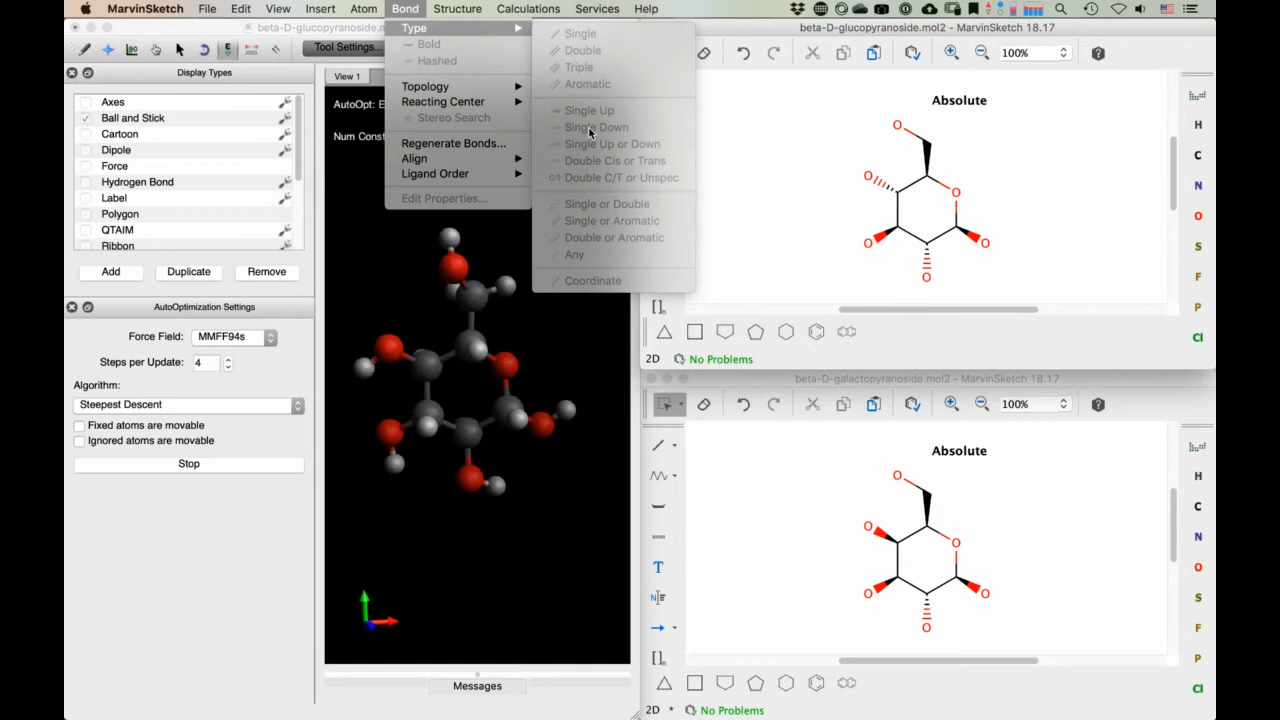 MarvinSketch File Edit View Insert Atom Bond Structure Calculations Services Help
beta-D-glucopyranoside.mol2 -
beta-D-glucopyranoside.mol2 - MarvinSketch 18.17
Tool Settings...
Display Types
Axes
Ball and Stick
Cartoon
Dipole
Force
Hydrogen Bond
Label
Polygon
QTAIM
Ribbon
Add Duplicate Remove
AutoOptimization Settings
Force Field: MMFF94s
Steps per Update: 4
Algorithm:
Steepest Descent
Fixed atoms are movable
Ignored atoms are movable
Stop
View 1
AutoOpt: E
Num Const
Messages
Type
Bold
Hashed
Topology
Reacting Center
Stereo Search
Regenerate Bonds...
Align
Ligand Order
Edit Properties...
Single
Double
Triple
Aromatic
Single Up
Single Down
Single Up or Down
Double Cis or Trans
C/T Double C/T or Unspec
Single or Double
Single or Aromatic
Double or Aromatic
Any
Coordinate
100%
Absolute
O
O
O
O
O
O
H
C
N
O
S
F
P
Cl
[ ]n
2D No Problems
beta-D-galactopyranoside.mol2 - MarvinSketch 18.17
100%
Absolute
O
O
O
O
O
O
T
N
[ ]n
H
C
N
O
S
F
P
Cl
2D * No Problems